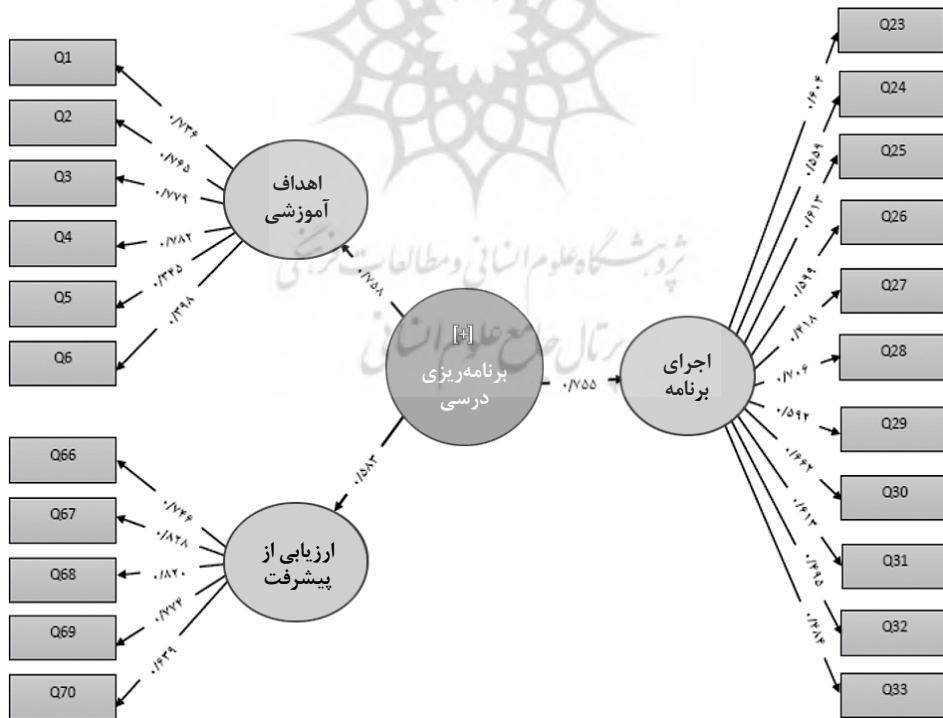 Q1
Q2
Q3
Q4
Q5
Q6
۰/۷۳۶
۰/۷۶۵
۰/۷۷۹
۰/۷۸۲
۰/۳۴۵
۰/۳۹۸
اهداف
آموزشی
پژوهشگاه علوم انسانی و مطالعات فرهنگی
پرتال جامع علوم انسانی
۰/۷۵۸
[+]
برنامه‌ریزی
درسی
۰/۷۵۵
۰/۵۸۳
اجرای
برنامه
Q23
Q24
Q25
Q26
Q27
Q28
Q29
Q30
Q31
Q32
Q33
۰/۶۰۴
۰/۵۵۹
۰/۶۱۳
۰/۵۹۹
۰/۴۱۸
۰/۷۰۶
۰/۵۹۲
۰/۶۶۲
۰/۶۱۳
۰/۴۹۵
۰/۴۸۴
Q66
Q67
Q68
Q69
Q70
۰/۷۴۶
۰/۸۲۸
۰/۸۲۰
۰/۷۷۴
۰/۶۳۹
ارزیابی از
پیشرفت